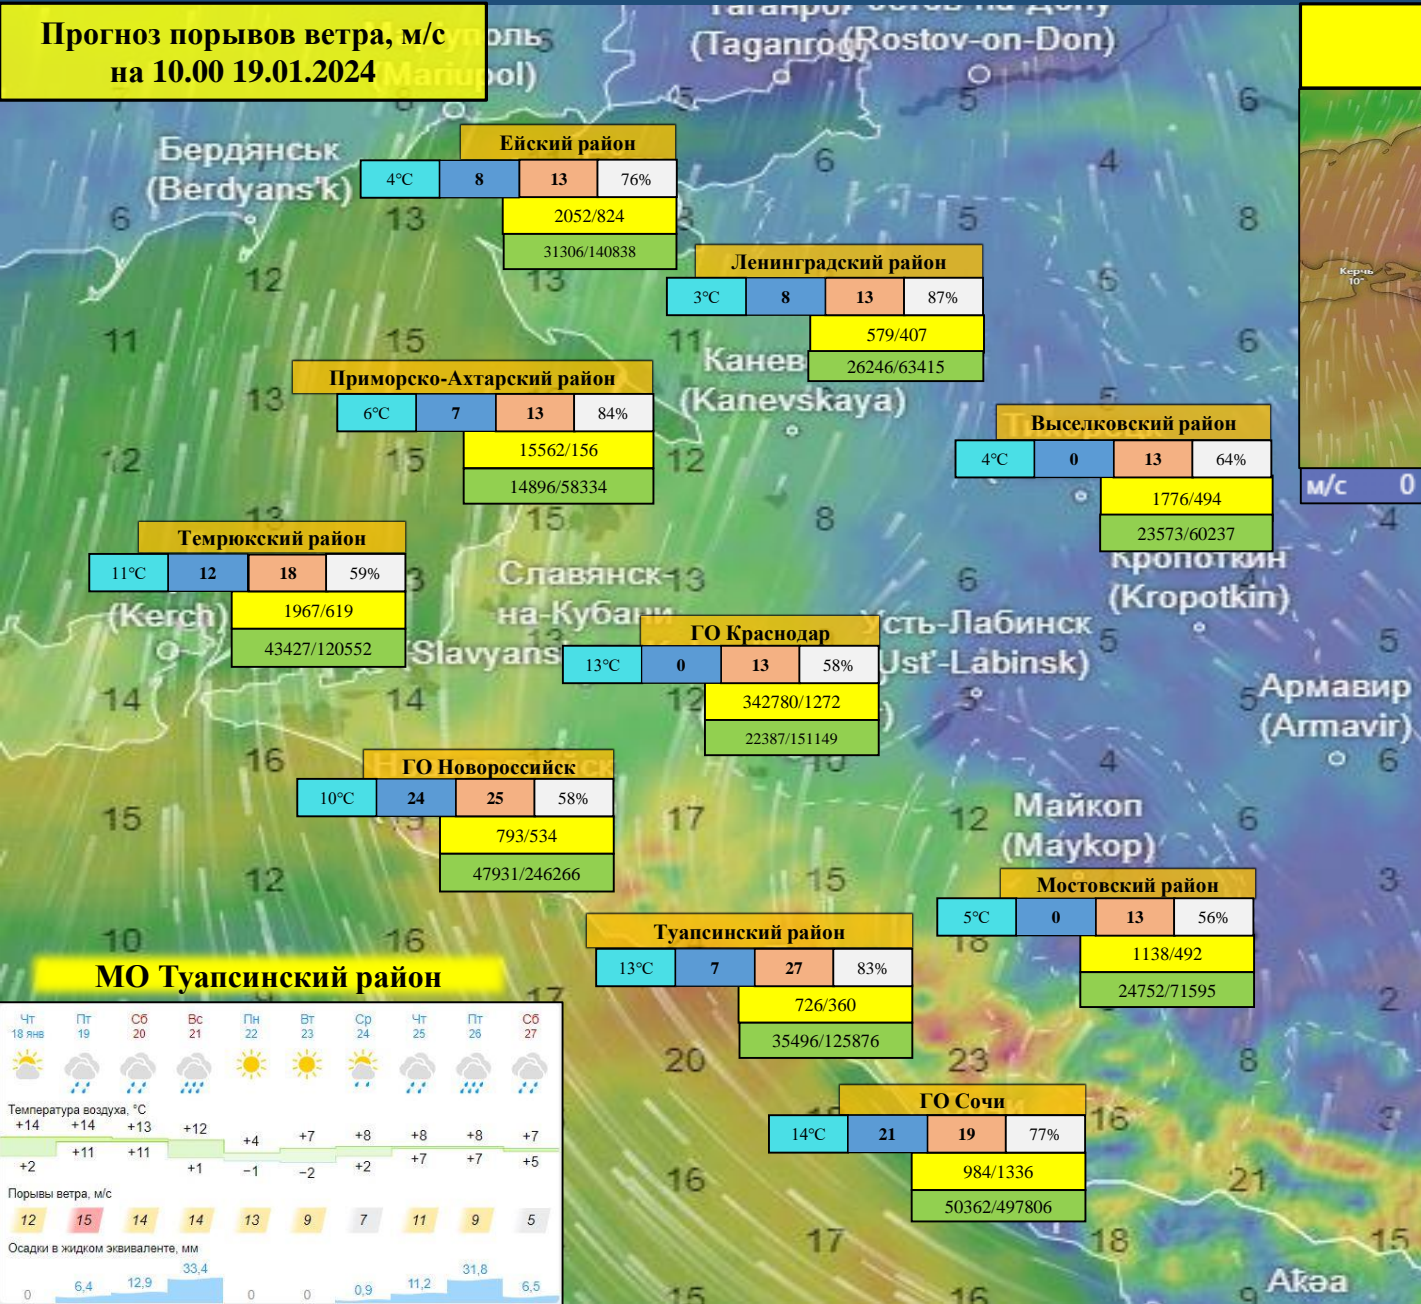 Прогноз порывов ветра, м/с
на 10.00 19.01.2024
(Mariupol)
(Taganrog)
(Rostov-on-Don)
Бердянськ
(Berdyans'k)
Ейский район
4°C 8 13 76%
2052/824
31306/140838
Ленинградский район
3°C 8 13 87%
579/407
26246/63415
Канев
(Kanevskaya)
Приморско-Ахтарский район
6°C 7 13 84%
15562/156
14896/58334
Выселковский район
4°C 0 13 64%
1776/494
23573/60237
Керчь
10°
м/с 0
Темрюкский район
11°C 12 18 59%
1967/619
43427/120552
(Kerch)
Славянск-
на-Кубани
(Slavyans
Кропоткин
(Kropotkin)
Усть-Лабинск
Ust'-Labinsk)
ГО Краснодар
13°C 0 13 58%
342780/1272
22387/151149
Армавир
(Armavir)
ГО Новороссийск
10°C 24 25 58%
793/534
47931/246266
Майкоп
(Maykop)
Мостовский район
5°C 0 13 56%
1138/492
24752/71595
Туапсинский район
13°C 7 27 83%
726/360
35496/125876
ГО Сочи
14°C 21 19 77%
984/1336
50362/497806
Аҟәа
МО Туапсинский район
Чт Пт Сб Вс Пн Вт Ср Чт Пт Сб
18 янв 19 20 21 22 23 24 25 26 27
Температура воздуха, °C
+14 +14 +13 +12 +4 +7 +8 +8 +8 +7
+2 +11 +11 +1 −1 −2 +2 +7 +7 +5
Порывы ветра, м/с
12 15 14 14 13 9 7 11 9 5
Осадки в жидком эквиваленте, мм
0 6,4 12,9 33,4 0 0 0,9 11,2 31,8 6,5